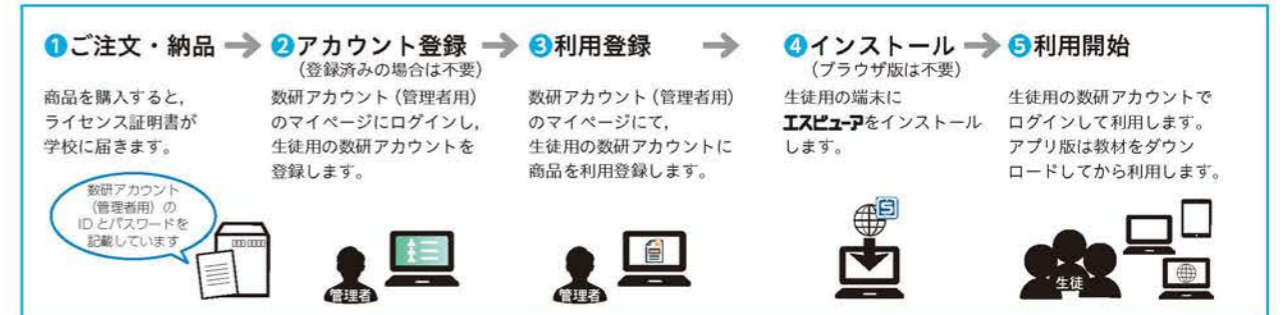 ❶ご注文・納品
商品を購入すると,
ライセンス証明書が
学校に届きます。
数研アカウント
(管理者用) の
IDとパスワードを
記載しています
❷アカウント登録
(登録済みの場合は不要)
数研アカウント (管理者用)
のマイページにログインし,
生徒用の数研アカウントを
登録します。
管理者
❸利用登録
数研アカウント (管理者用)
のマイページにて,
生徒用の数研アカウントに
商品を利用登録します。
管理者
❹インストール
(ブラウザ版は不要)
生徒用の端末に
エスビューアをインストール
します。
❺利用開始
生徒用の数研アカウントで
ログインして利用します。
アプリ版は教材をダウン
ロードしてから利用します。
生徒